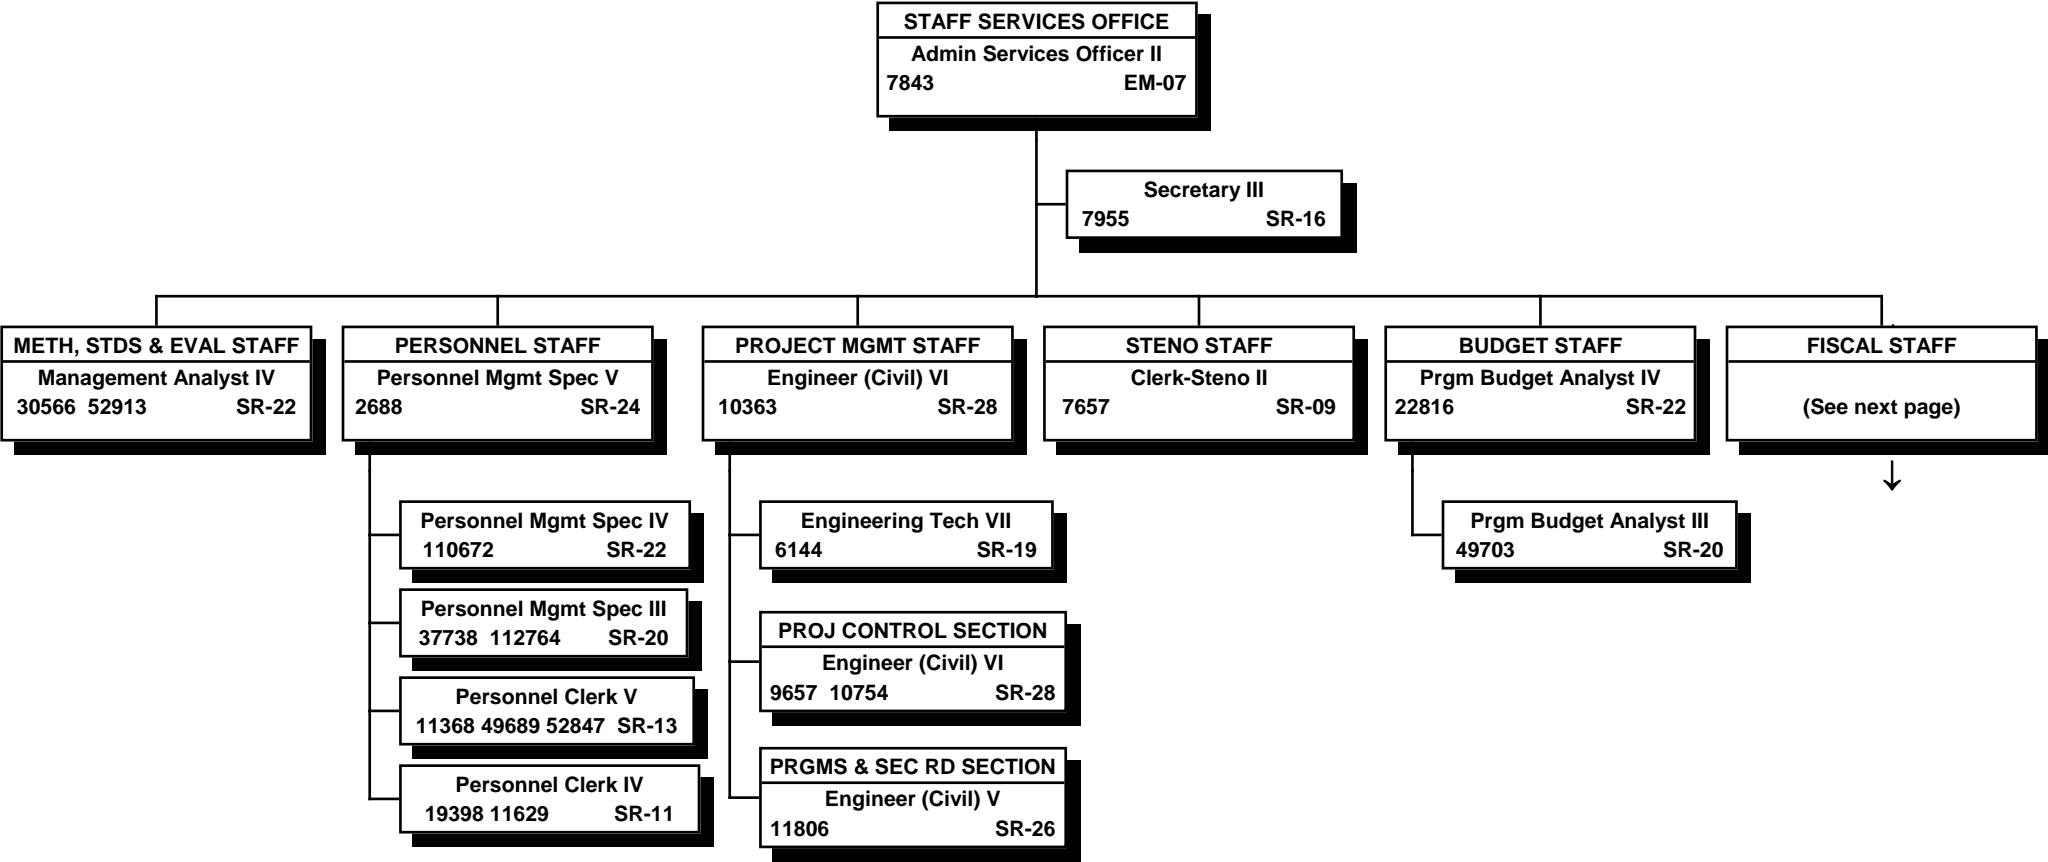 STAFF SERVICES OFFICE
Admin Services Officer II
7843 EM-07
Secretary III
7955 SR-16
METH, STDS & EVAL STAFF
Management Analyst IV
30566 52913 SR-22
PERSONNEL STAFF
Personnel Mgmt Spec V
2688 SR-24
PROJECT MGMT STAFF
Engineer (Civil) VI
10363 SR-28
STENO STAFF
Clerk-Steno II
7657 SR-09
BUDGET STAFF
Prgm Budget Analyst IV
22816 SR-22
FISCAL STAFF
(See next page)
Personnel Mgmt Spec IV
110672 SR-22
Personnel Mgmt Spec III
37738 112764 SR-20
Personnel Clerk V
11368 49689 52847 SR-13
Personnel Clerk IV
19398 11629 SR-11
Engineering Tech VII
6144 SR-19
PROJ CONTROL SECTION
Engineer (Civil) VI
9657 10754 SR-28
PRGMS & SEC RD SECTION
Engineer (Civil) V
11806 SR-26
Prgm Budget Analyst III
49703 SR-20